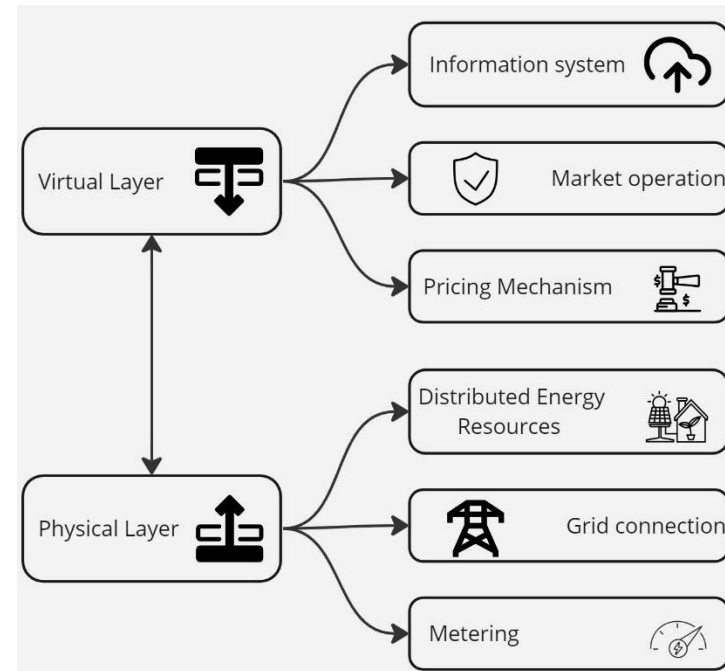 Information system
Virtual Layer
Market operation
Pricing Mechanism
$
$
Distributed Energy
Resources
Physical Layer
Grid connection
Metering